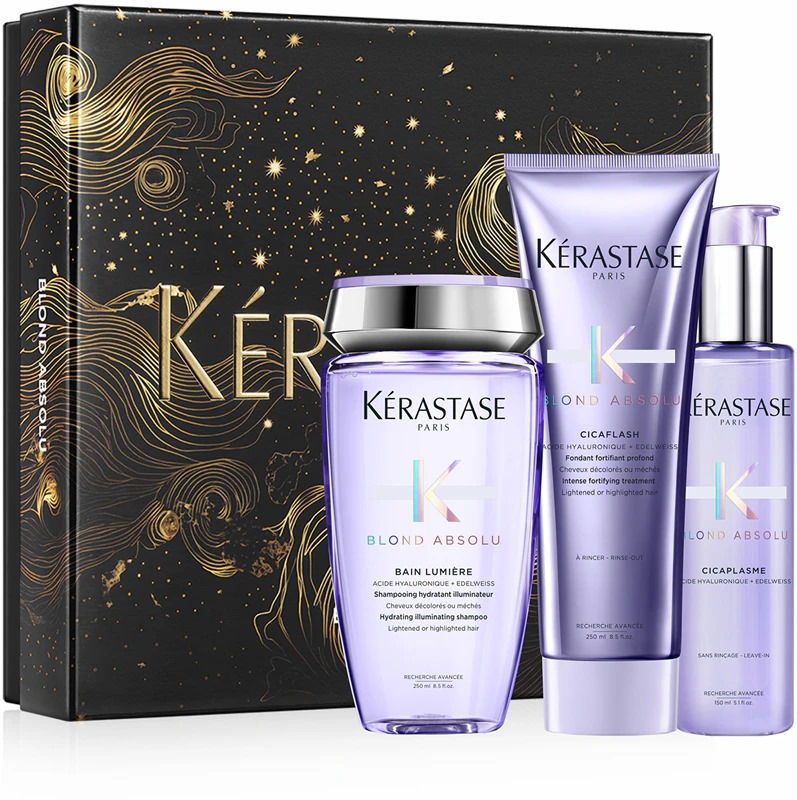 BLOND ABSOLU
KÉR
KÉRASTASE
PARIS
K
BLOND ABSOLU
BAIN LUMIÈRE
ACIDE HYALURONIQUE + EDELWEISS
Shampooing hydratant illuminateur
Cheveux décolorés ou méchés
Hydrating illuminating shampoo
Lightened or highlighted hair
RECHERCHE AVANCÉE
250 ml 8.5 fl.oz.
KÉRASTASE
PARIS
K
BLOND ABSOLU
CICAFLASH
ACIDE HYALURONIQUE + EDELWEISS
Fondant fortifiant profond
Cheveux décolorés ou méchés
Intense fortifying treatment
Lightened or highlighted hair
À RINCER - RINSE-OUT
RECHERCHE AVANCÉE
250 ml 8.5 fl.oz.
KÉRASTASE
PARIS
K
BLOND ABSOLU
CICAPLASME
ACIDE HYALURONIQUE + EDELWEISS
SANS RINÇAGE - LEAVE-IN
RECHERCHE AVANCÉE
150 ml 5.1 fl.oz.